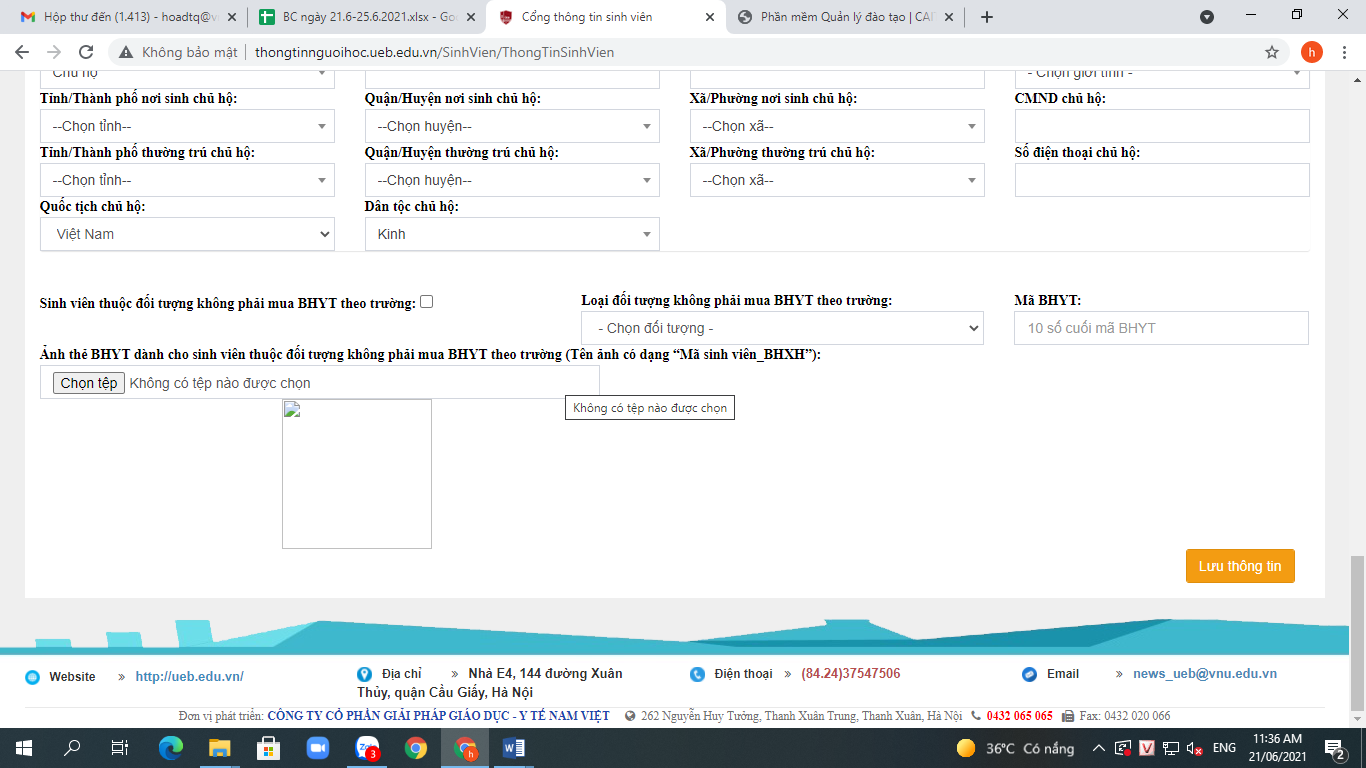 Hộp thư đến (1.413) - hoadtq@v
BC ngày 21.6-25.6.2021.xlsx - Go
Cổng thông tin sinh viên
Phần mềm Quản lý đào tạo | CAI
Không bảo mật thongtinnguoihoc.ueb.edu.vn/SinhVien/ThongTinSinhVien
h
Chủ hộ
- Chọn giới tính -
Tỉnh/Thành phố nơi sinh chủ hộ: Quận/Huyện nơi sinh chủ hộ: Xã/Phường nơi sinh chủ hộ: CMND chủ hộ:
--Chọn tỉnh-- --Chọn huyện-- --Chọn xã--
Tỉnh/Thành phố thường trú chủ hộ: Quận/Huyện thường trú chủ hộ: Xã/Phường thường trú chủ hộ: Số điện thoại chủ hộ:
--Chọn tỉnh-- --Chọn huyện-- --Chọn xã--
Quốc tịch chủ hộ: Dân tộc chủ hộ:
Việt Nam Kinh
Sinh viên thuộc đối tượng không phải mua BHYT theo trường: Loại đối tượng không phải mua BHYT theo trường: Mã BHYT:
- Chọn đối tượng - 10 số cuối mã BHYT
Ảnh thẻ BHYT dành cho sinh viên thuộc đối tượng không phải mua BHYT theo trường (Tên ảnh có dạng “Mã sinh viên_BHXH”):
Chọn tệp Không có tệp nào được chọn
Không có tệp nào được chọn
Lưu thông tin
Website » http://ueb.edu.vn/
Địa chỉ » Nhà E4, 144 đường Xuân
Thủy, quận Cầu Giấy, Hà Nội
Điện thoại » (84.24)37547506
Email » news_ueb@vnu.edu.vn
Đơn vị phát triển: CÔNG TY CỔ PHẦN GIẢI PHÁP GIÁO DỤC - Y TẾ NAM VIỆT 262 Nguyễn Huy Tưởng, Thanh Xuân Trung, Thanh Xuân, Hà Nội 0432 065 065 Fax: 0432 020 066
3
h
36°C Có nắng
ENG
11:36 AM
21/06/2021
2